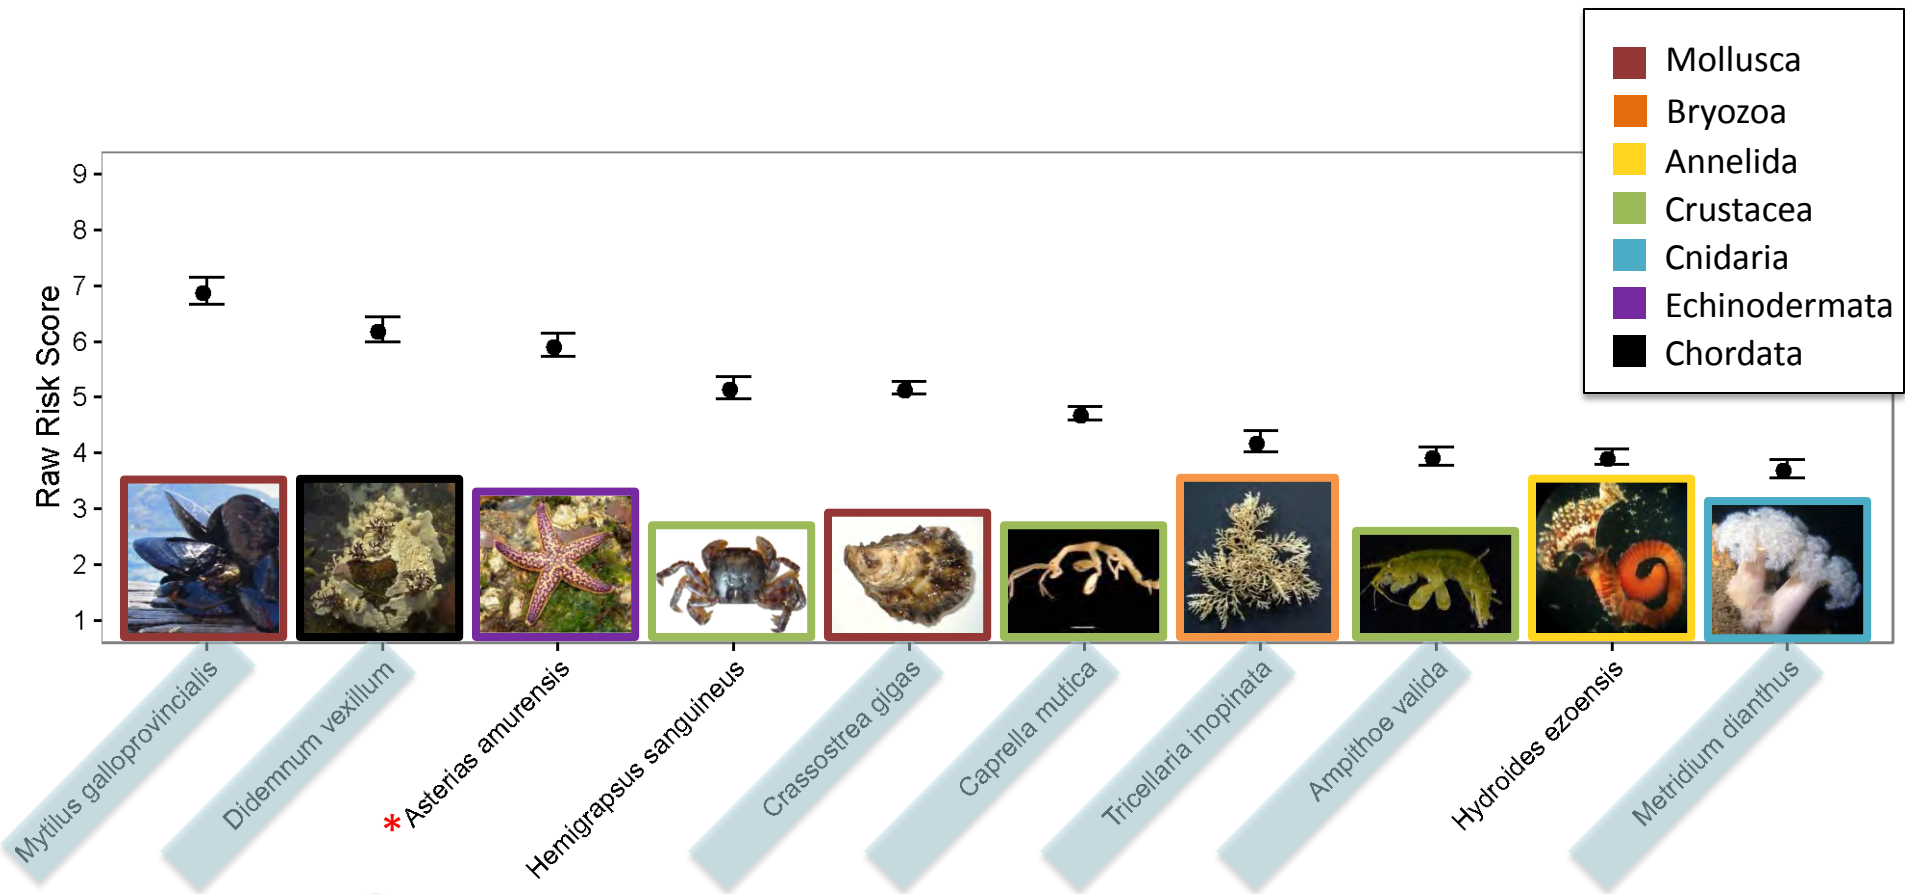 Mollusca
Bryozoa
Annelida
Crustacea
Cnidaria
Echinodermata
Chordata
Raw Risk Score
9
8
7
6
5
4
3
2
1
Mytilus galloprovincialis
Didemnum vexillum
* Asterias amurensis
Hemigrapsus sanguineus
Crassostrea gigas
Caprella mutica
Tricellaria inopinata
Ampithoe valida
Hydroides ezoensis
Metridium dianthus